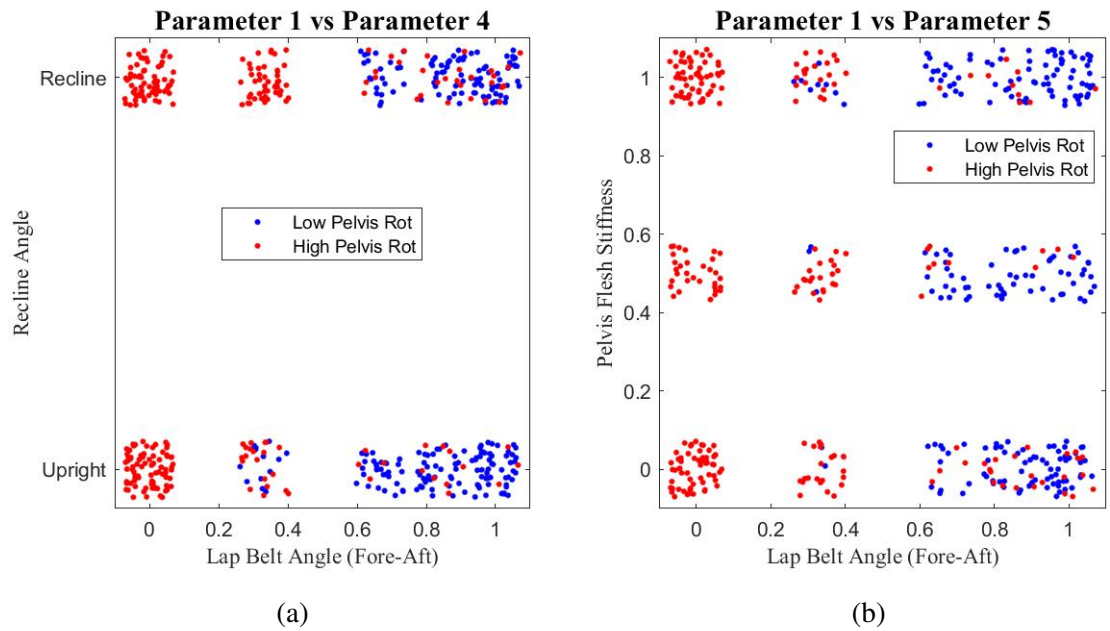 Parameter 1 vs Parameter 4
Recline Angle
Recline
Upright
Low Pelvis Rot
High Pelvis Rot
0 0.2 0.4 0.6 0.8 1
Lap Belt Angle (Fore-Aft)
(a)
Parameter 1 vs Parameter 5
Pelvis Flesh Stiffness
1
0.8
0.6
0.4
0.2
0
Low Pelvis Rot
High Pelvis Rot
0 0.2 0.4 0.6 0.8 1
Lap Belt Angle (Fore-Aft)
(b)